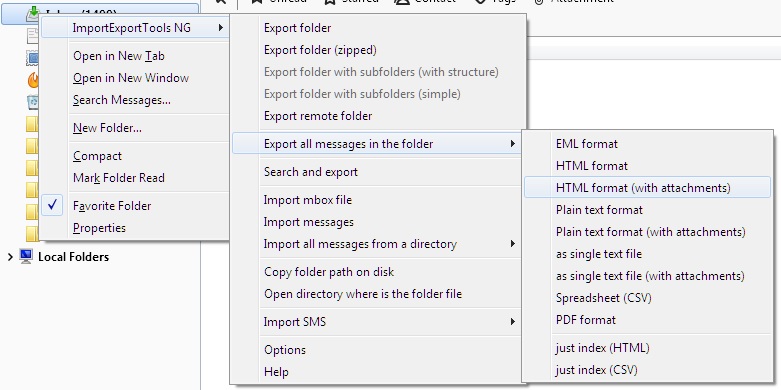 Unread Starred Contact Tags Attachment
ImportExportTools NG
Open in New Tab
Open in New Window
Search Messages...
New Folder...
Compact
Mark Folder Read
Favorite Folder
Properties
Local Folders
Export folder
Export folder (zipped)
Export folder with subfolders (with structure)
Export folder with subfolders (simple)
Export remote folder
Export all messages in the folder
Search and export
Import mbox file
Import messages
Import all messages from a directory
Copy folder path on disk
Open directory where is the folder file
Import SMS
Options
Help
EML format
HTML format
HTML format (with attachments)
Plain text format
Plain text format (with attachments)
as single text file
as single text file (with attachments)
Spreadsheet (CSV)
PDF format
just index (HTML)
just index (CSV)